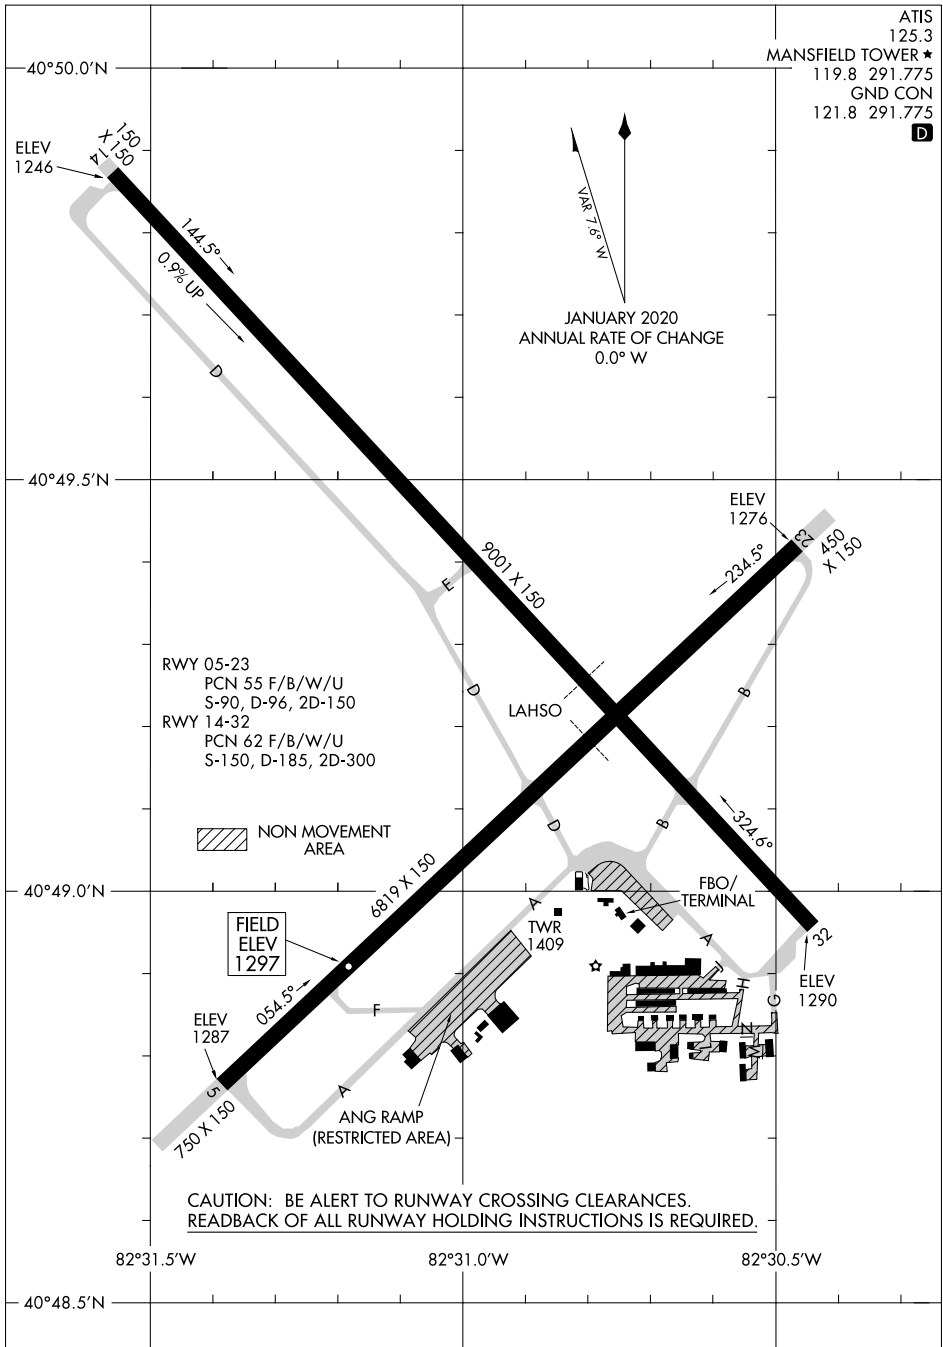 ATIS
125.3
MANSFIELD TOWER ★
119.8 291.775
GND CON
121.8 291.775
D
40°50.0'N
150
X 150
14
ELEV
1246
144.5°
0.9% UP
VAR 7.6° W
JANUARY 2020
ANNUAL RATE OF CHANGE
0.0° W
D
40°49.5'N
ELEV
1276
23
450
X 150
234.5°
9001 X 150
E
RWY 05-23
PCN 55 F/B/W/U
S-90, D-96, 2D-150
RWY 14-32
PCN 62 F/B/W/U
S-150, D-185, 2D-300
D
LAHSO
B
NON MOVEMENT
AREA
D
B
324.6°
6819 X 150
40°49.0'N
FBO/
TERMINAL
A
TWR
1409
A
32
FIELD
ELEV
1297
ELEV
1290
054.5°
F
J
H
G
ELEV
1287
N
M
5
750 X 150
A
ANG RAMP
(RESTRICTED AREA)
CAUTION: BE ALERT TO RUNWAY CROSSING CLEARANCES.
READBACK OF ALL RUNWAY HOLDING INSTRUCTIONS IS REQUIRED.
82°31.5'W
82°31.0'W
82°30.5'W
40°48.5'N